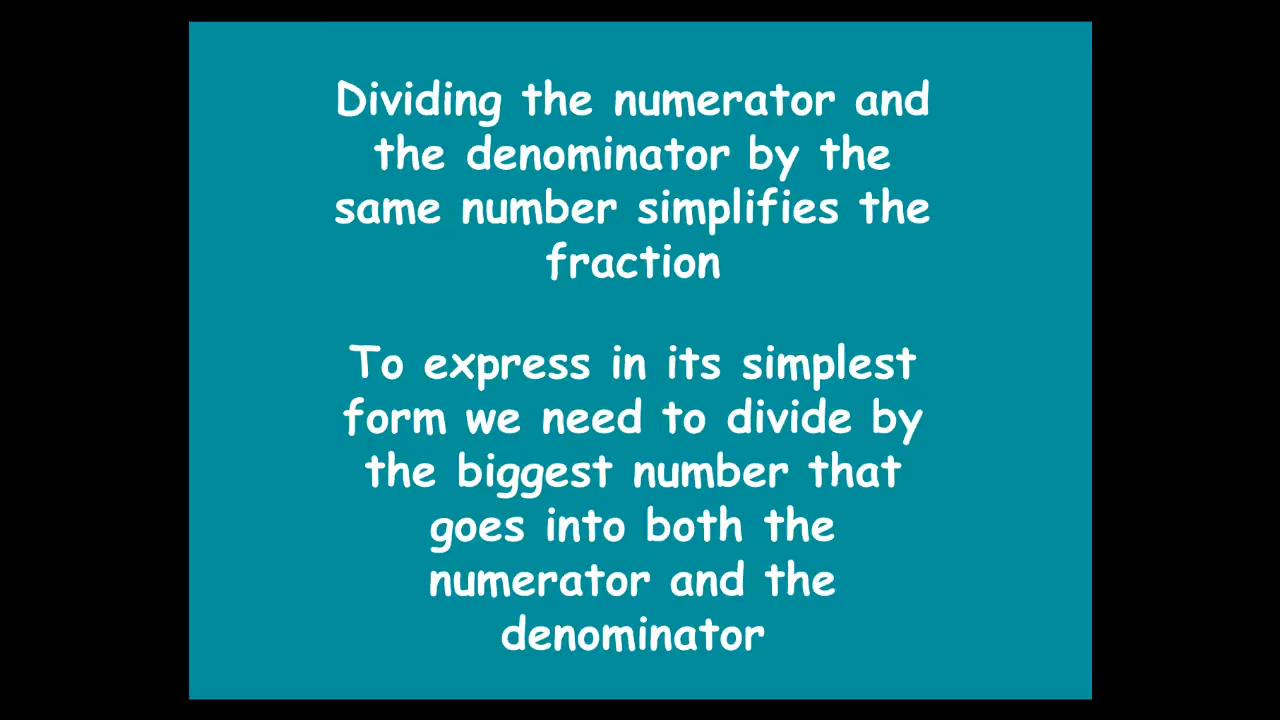 Dividing the numerator and
the denominator by the
same number simplifies the
fraction
To express in its simplest
form we need to divide by
the biggest number that
goes into both the
numerator and the
denominator